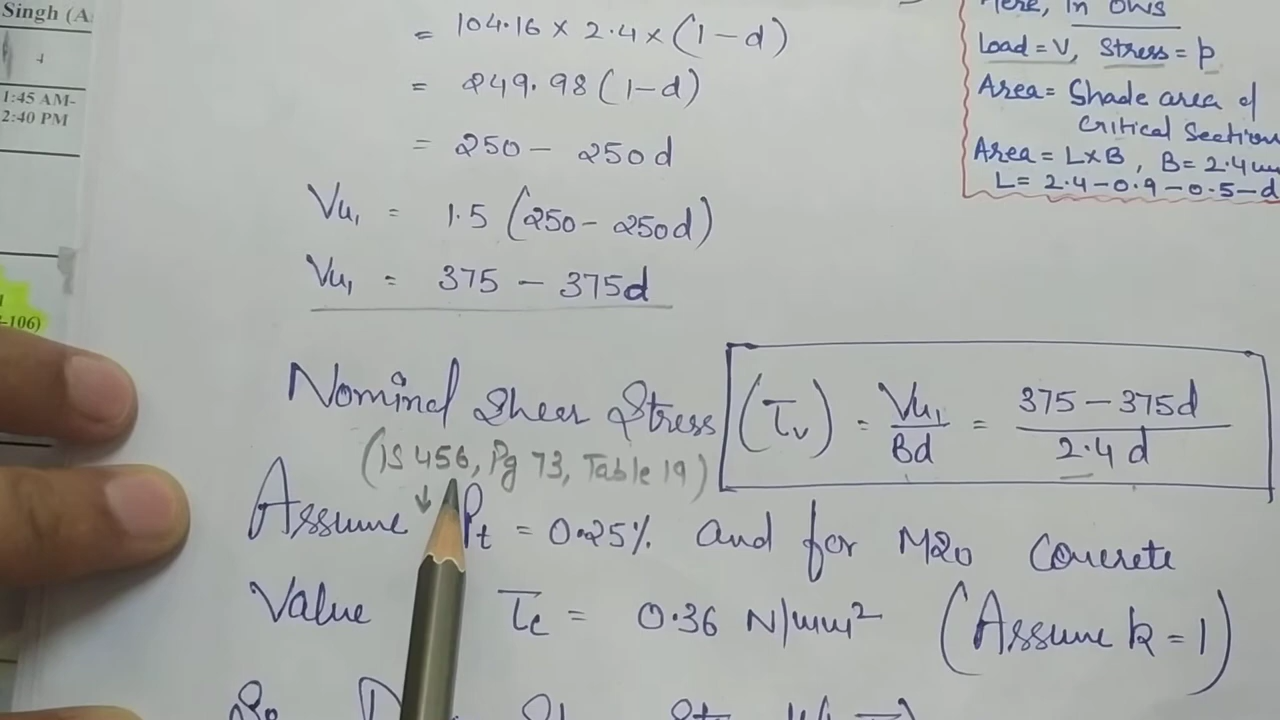 Singh (A
1:45 AM-
2:40 PM
-106)
= 104.16 x 2.4 x (1-d)
= 249.98 (1-d)
= 250 - 250d
Vu₁ = 1.5 (250 - 250d)
Vu₁ = 375 - 375d
Here, in OWS
Load = V, Stress = p
Area = Shade area of
Critical Section
Area = L×B, B = 2.4
L = 2.4-0.9-0.5-d
Nominal Shear Stress (τv) = Vu₁/Bd = 375-375d/2.4 d
(IS 456, Pg 73, Table 19)
Assume Pt = 0.25% and for M20 Concrete
Value τc = 0.36 N/mm² (Assume k = 1)